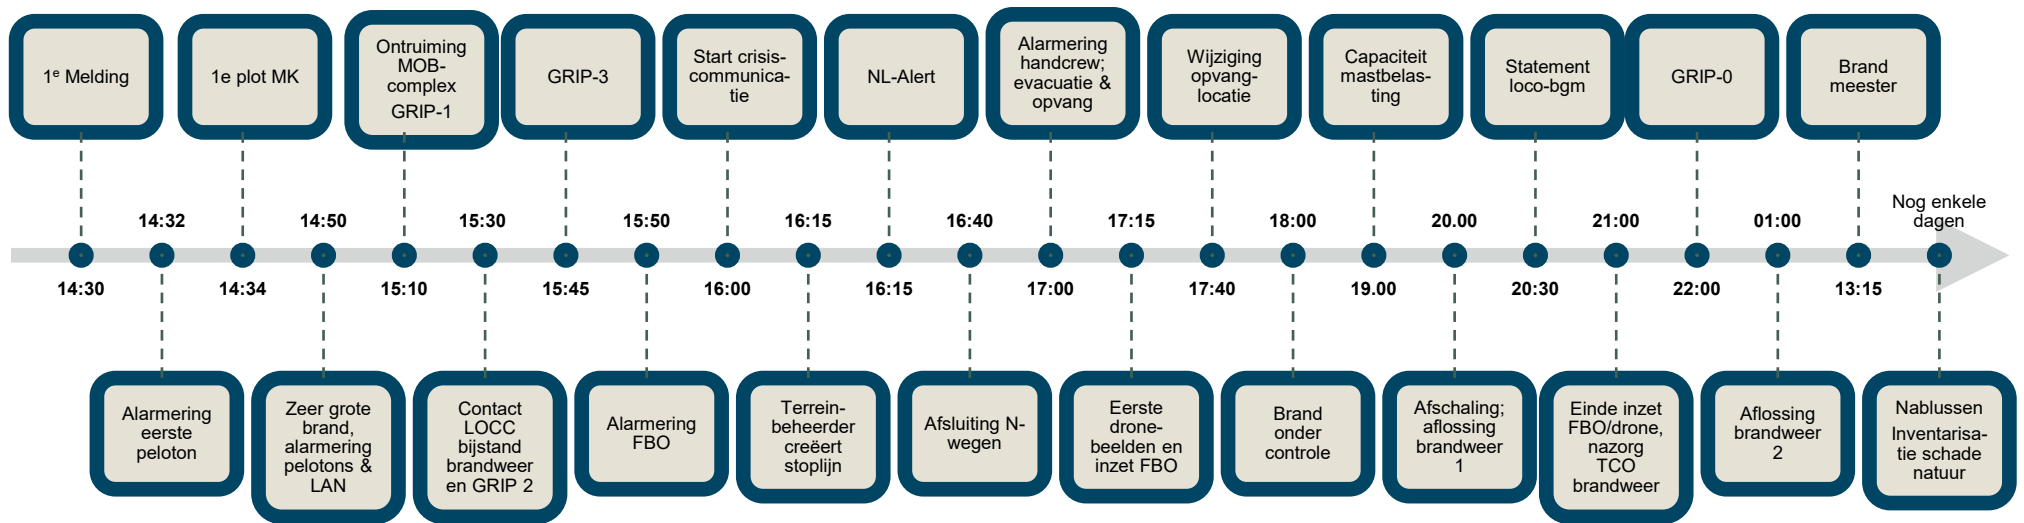 1e Melding
1e plot MK
Ontruiming
MOB-
complex
GRIP-1
GRIP-3
Start crisis-
communica-
tie
NL-Alert
Alarmering
handcrew;
evacuatie &
opvang
Wijziging
opvang-
locatie
Capaciteit
mastbelas-
ting
Statement
loco-bgm
GRIP-0
Brand
meester
14:32
14:50
15:30
15:50
16:15
16:40
17:15
18:00
20.00
21:00
01:00
Nog enkele
dagen
14:30
14:34
15:10
15:45
16:00
16:15
17:00
17:40
19.00
20:30
22:00
13:15
Alarmering
eerste
peloton
Zeer grote
brand,
alarmering
pelotons &
LAN
Contact
LOCC
bijstand
brandweer
en GRIP 2
Alarmering
FBO
Terrein-
beheerder
creëert
stoplijn
Afsluiting N-
wegen
Eerste
drone-
beelden en
inzet FBO
Brand
onder
controle
Afschaling;
aflossing
brandweer
1
Einde inzet
FBO/drone,
nazorg
TCO
brandweer
Aflossing
brandweer
2
Nablussen
Inventarisa-
tie schade
natuur